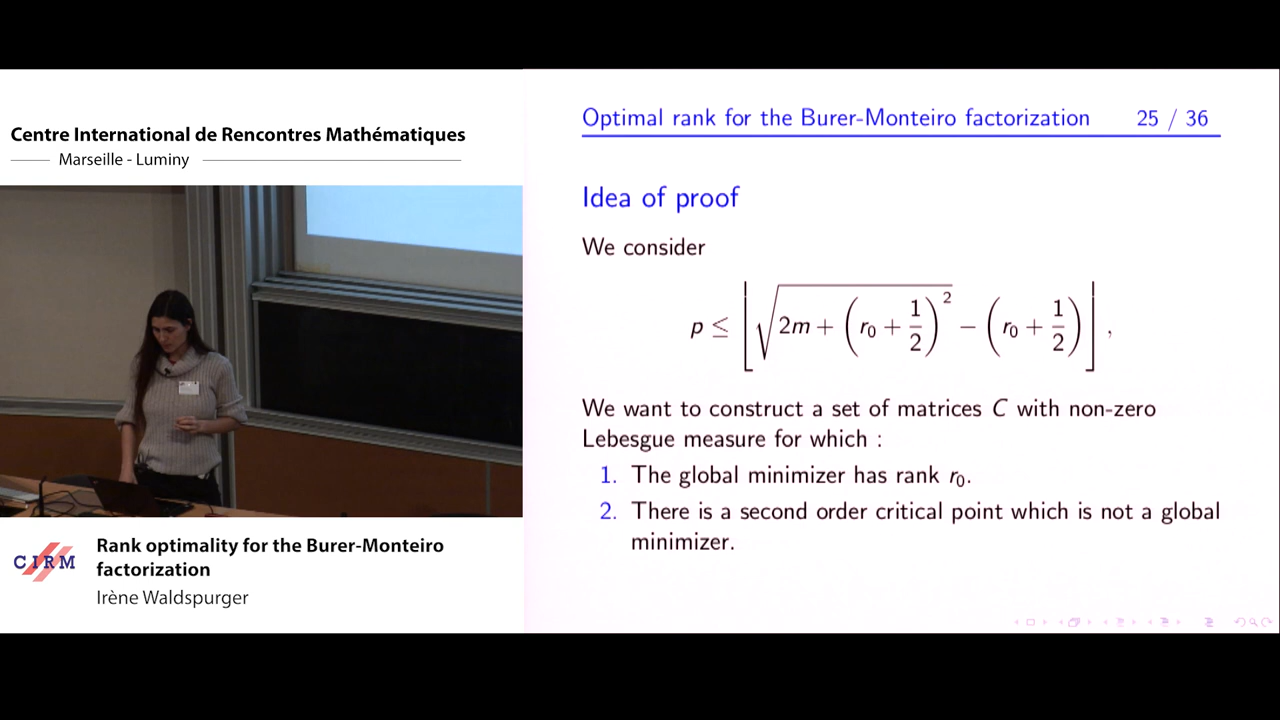 Centre International de Rencontres Mathématiques
Marseille - Luminy
CIRM
Rank optimality for the Burer-Monteiro
factorization
Irène Waldspurger
Optimal rank for the Burer-Monteiro factorization 25 / 36
Idea of proof
We consider
p ≤ ⌊√(2m + (r₀ + 1/2)²) − (r₀ + 1/2)⌋ ,
We want to construct a set of matrices C with non-zero
Lebesgue measure for which :
1. The global minimizer has rank r₀.
2. There is a second order critical point which is not a global
minimizer.